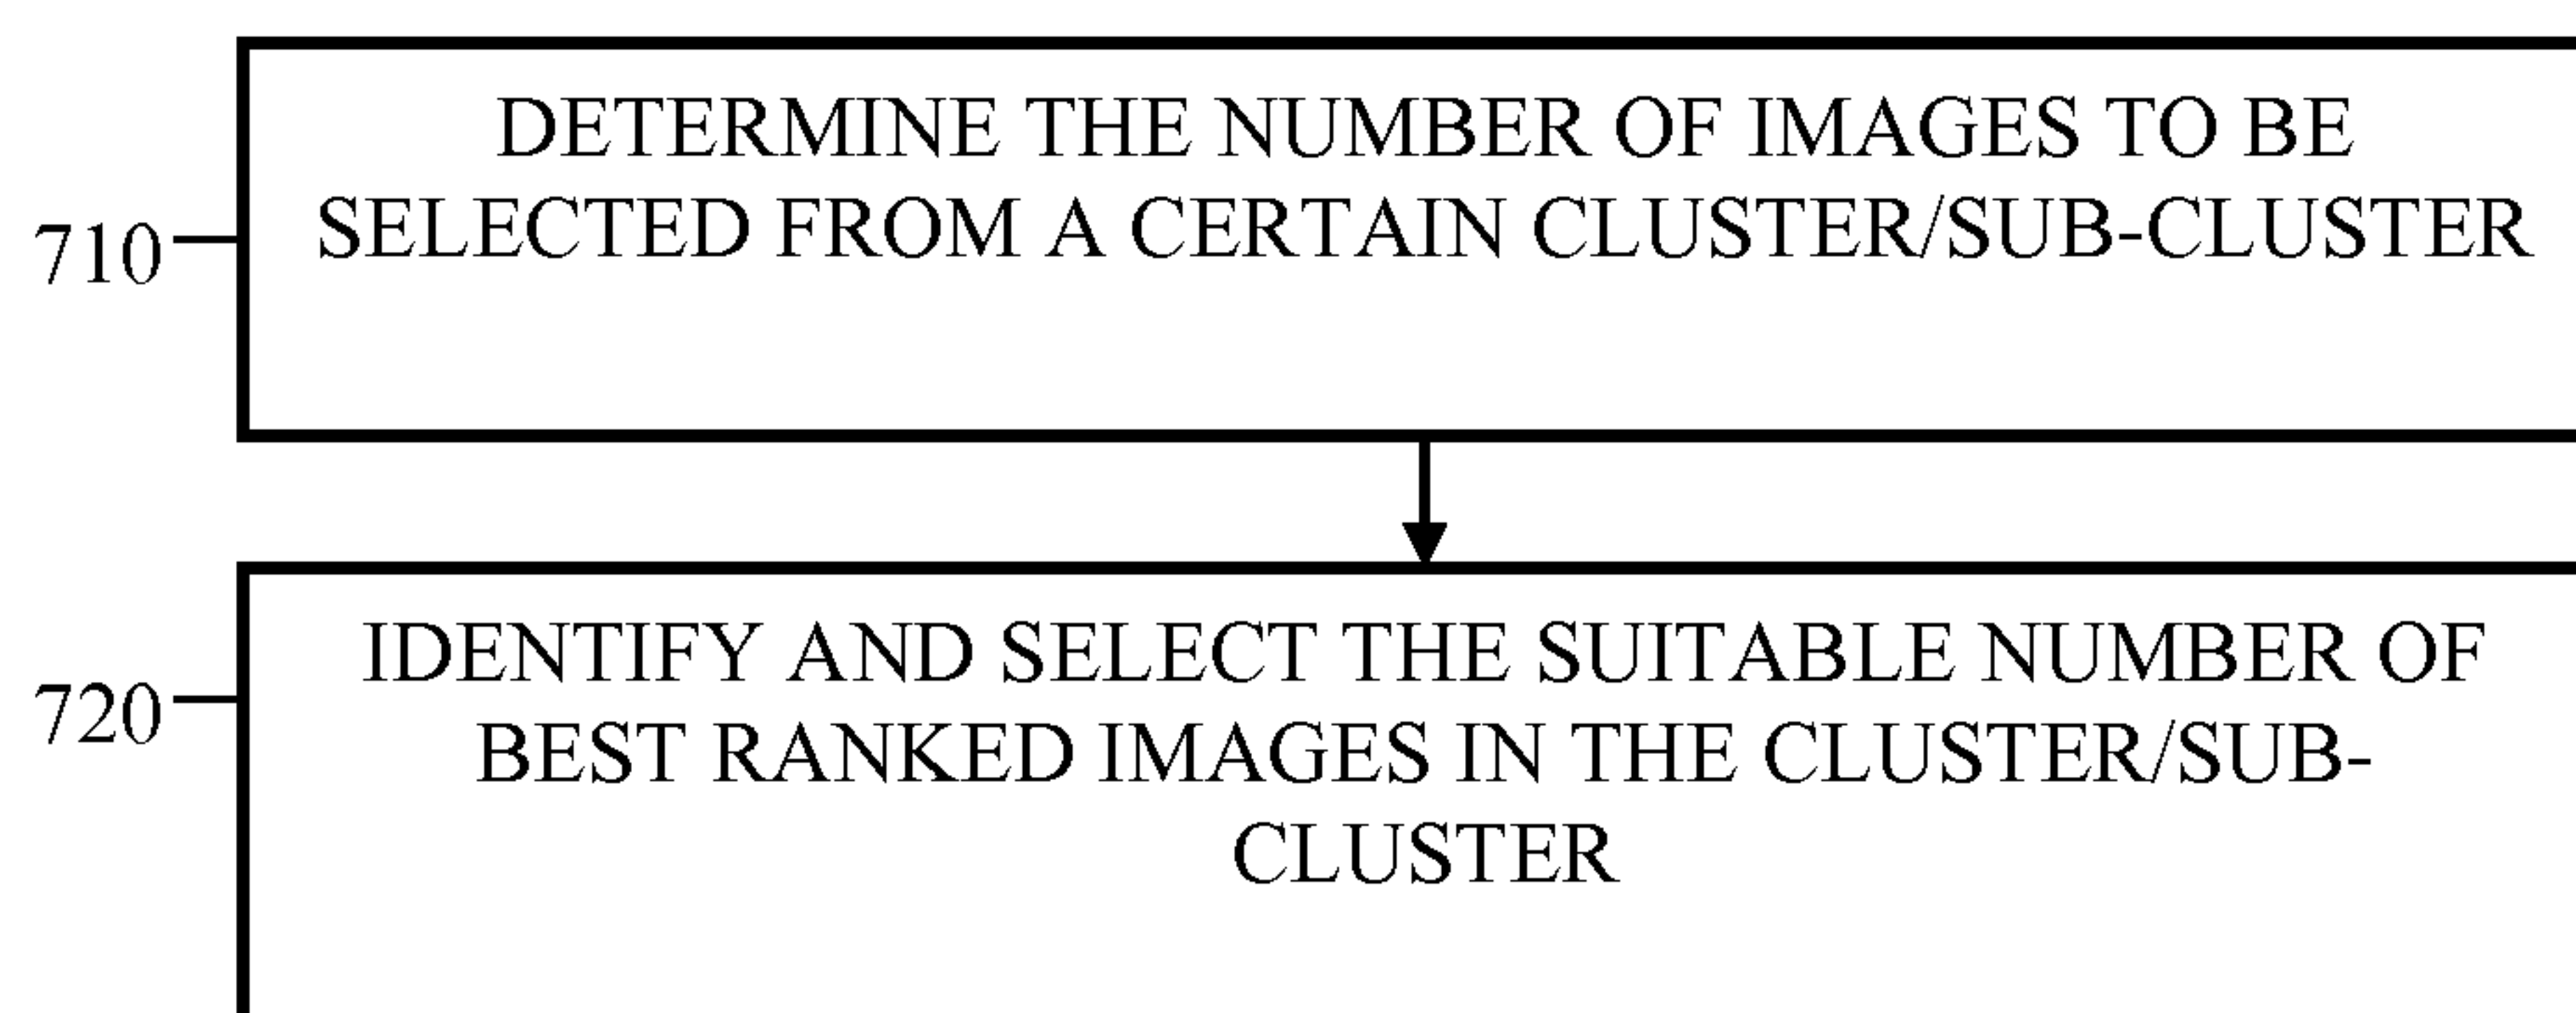 DETERMINE THE NUMBER OF IMAGES TO BE
SELECTED FROM A CERTAIN CLUSTER/SUB-CLUSTER
710
IDENTIFY AND SELECT THE SUITABLE NUMBER OF
720
BEST RANKED IMAGES IN THE CLUSTER/SUB-
CLUSTER